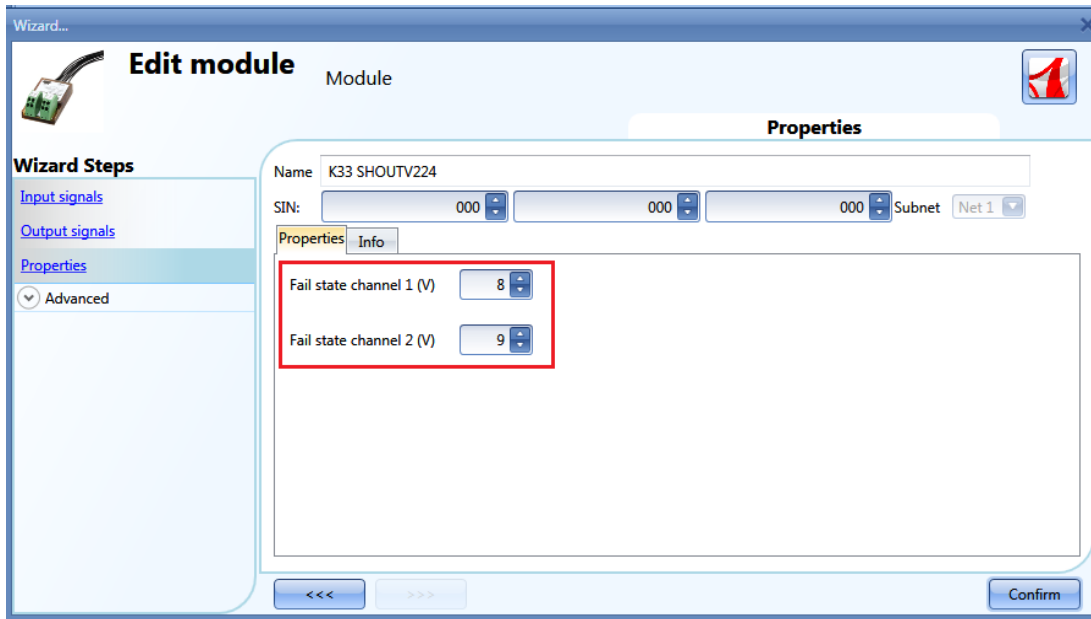 Wizard...
Edit module
Module
Properties
Wizard Steps
Input signals
Output signals
Properties
Advanced
Name K33 SHOUTV224
SIN: 000 000 000 Subnet Net 1
Properties Info
Fail state channel 1 (V) 8
Fail state channel 2 (V) 9
<<< >>> Confirm